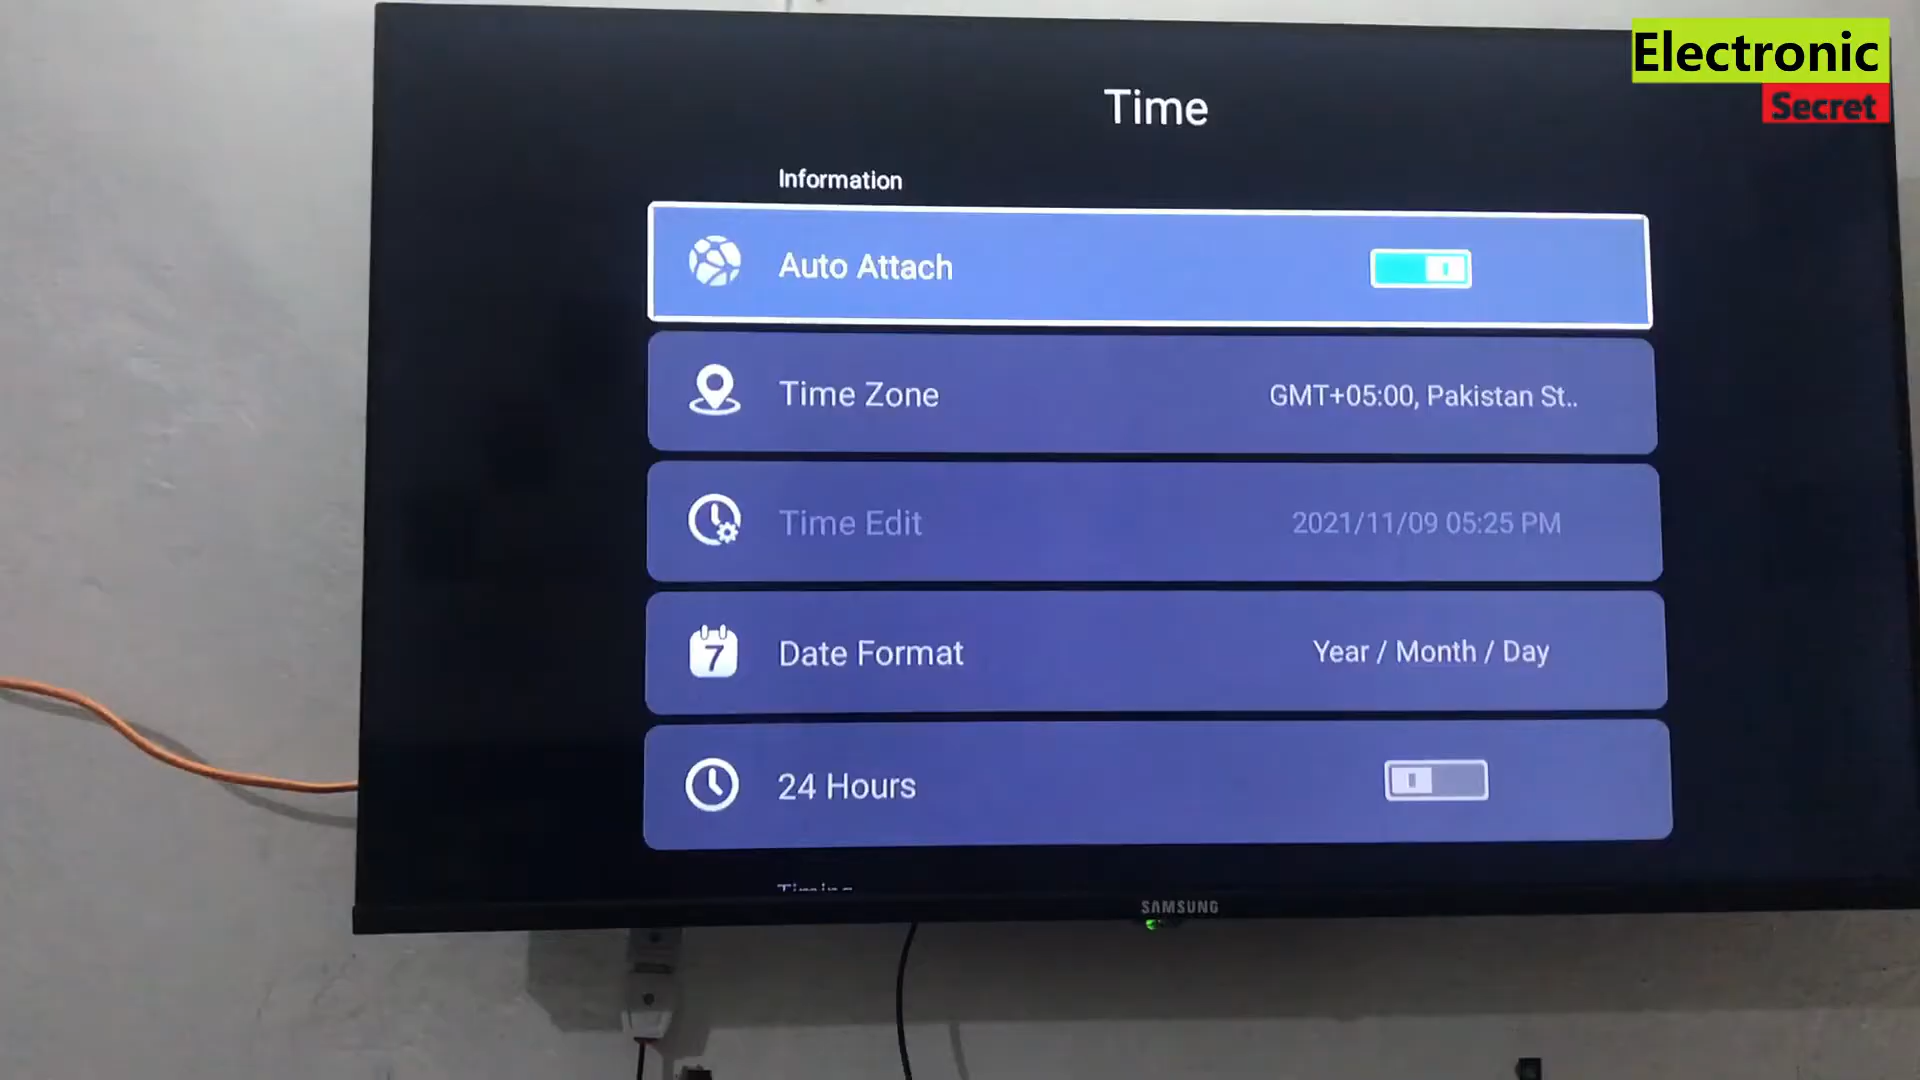 Electronic
Secret
Time
Information
Auto Attach
Time Zone
GMT+05:00, Pakistan St..
Time Edit
2021/11/09 05:25 PM
7
Date Format
Year / Month / Day
24 Hours
SAMSUNG